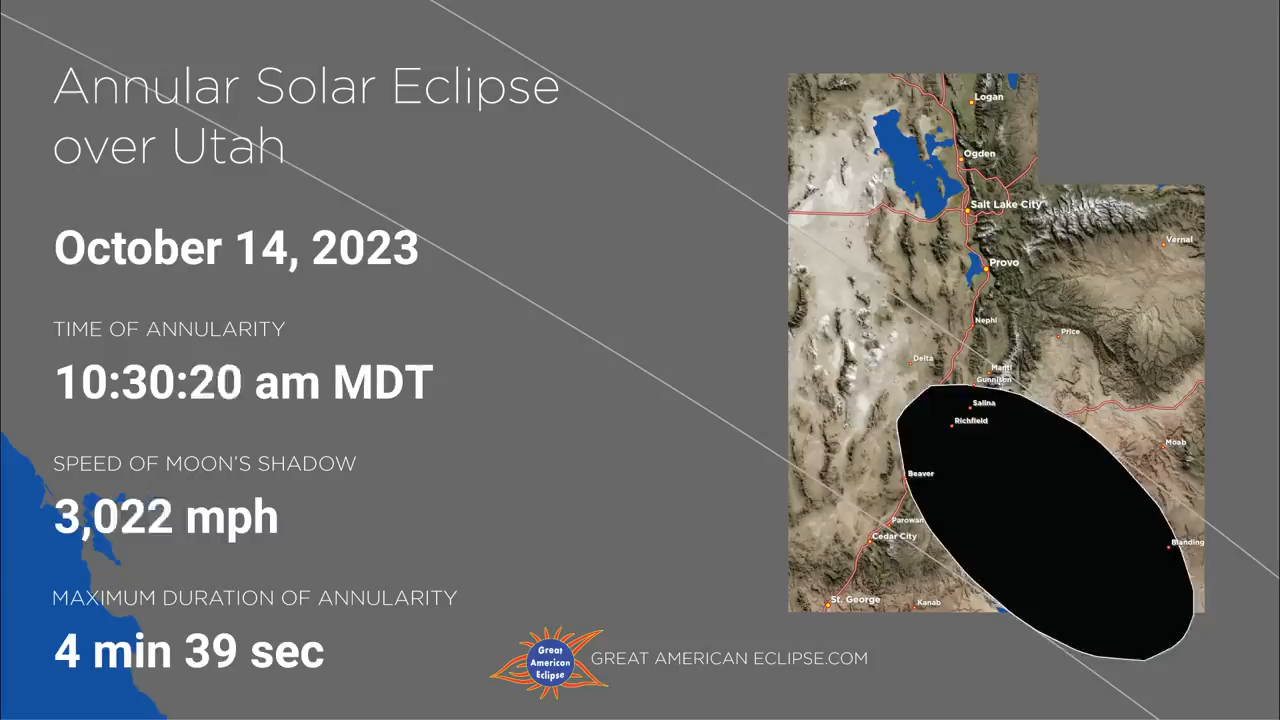 Annular Solar Eclipse
over Utah
October 14, 2023
TIME OF ANNULARITY
10:30:20 am MDT
SPEED OF MOON'S SHADOW
3,022 mph
MAXIMUM DURATION OF ANNULARITY
4 min 39 sec
Great
American
Eclipse
GREAT AMERICAN ECLIPSE.COM
Logan
Ogden
Salt Lake City
Vernal
Provo
Nephi
Price
Delta
Manti
Gunnison
Salina
Richfield
Moab
Beaver
Parowan
Cedar City
Blanding
St. George
Kanab